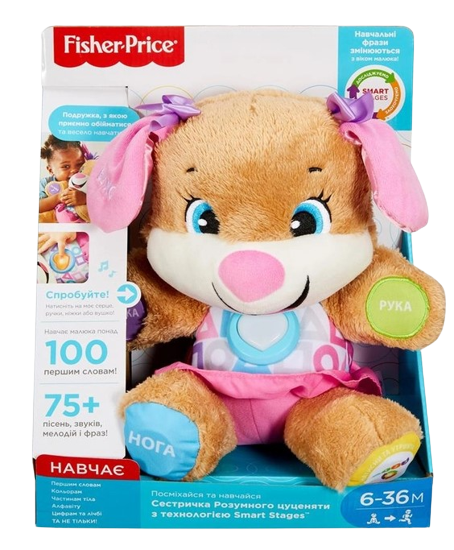 Fisher-Price
Навчальні
фрази
змінюються
з віком малюка!
SMART
STAGES
Подружка, з якою
приємно обійматися
та весело навчатися
Спробуйте!
Натисніть на моє серце,
ручки, ніжки або вушко!
Навчає малюка понад
100
першим словам!
75+
пісень, звуків,
мелодій і фраз!
РУКА
НОГА
НАВЧАЄ
Першим словам
Кольорам
Частинам тіла
Алфавіту
Цифрам та лічбі
ТА НЕ ТІЛЬКИ!
Посміхайся та навчайся
Сестричка Розумного цуценяти
з технологією Smart Stages™
6-36м